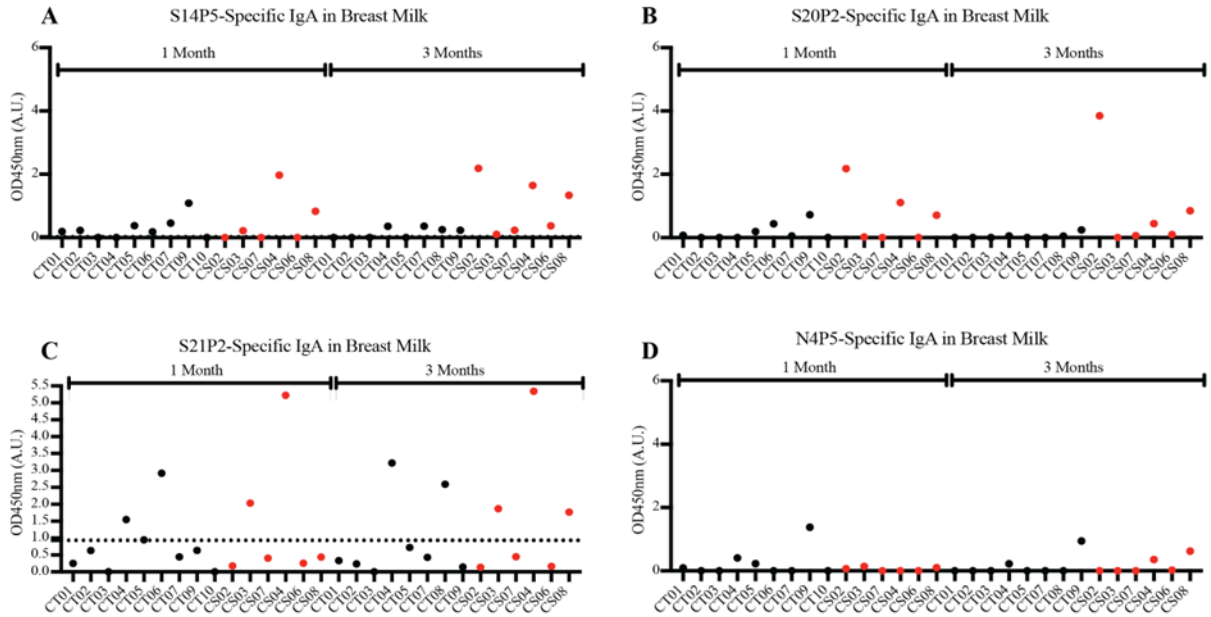 A
S14P5-Specific IgA in Breast Milk
1 Month
3 Months
OD450nm (A.U.)
6
4
2
0
CT01 CT02 CT03 CT04 CT05 CT06 CT07 CT09 CT10 CS02 CS03 CS07 CS04 CS06 CS08 CT01 CT02 CT03 CT04 CT05 CT07 CT08 CT09 CS02 CS03 CS07 CS04 CS06 CS08
B
S20P2-Specific IgA in Breast Milk
1 Month
3 Months
OD450nm (A.U.)
6
4
2
0
CT01 CT02 CT03 CT04 CT05 CT06 CT07 CT09 CT10 CS02 CS03 CS07 CS04 CS06 CS08 CT01 CT02 CT03 CT04 CT05 CT07 CT08 CT09 CS02 CS03 CS07 CS04 CS06 CS08
C
S21P2-Specific IgA in Breast Milk
1 Month
3 Months
OD450nm (A.U.)
5.5
5.0
4.5
4.0
3.5
3.0
2.5
2.0
1.5
1.0
0.5
0.0
CT01 CT02 CT03 CT04 CT05 CT06 CT07 CT09 CT10 CS02 CS03 CS07 CS04 CS06 CS08 CT01 CT02 CT03 CT04 CT05 CT07 CT08 CT09 CS02 CS03 CS07 CS04 CS06 CS08
D
N4P5-Specific IgA in Breast Milk
1 Month
3 Months
OD450nm (A.U.)
6
4
2
0
CT01 CT02 CT03 CT04 CT05 CT06 CT07 CT09 CT10 CS02 CS03 CS07 CS04 CS06 CS08 CT01 CT02 CT03 CT04 CT05 CT07 CT08 CT09 CS02 CS03 CS07 CS04 CS06 CS08